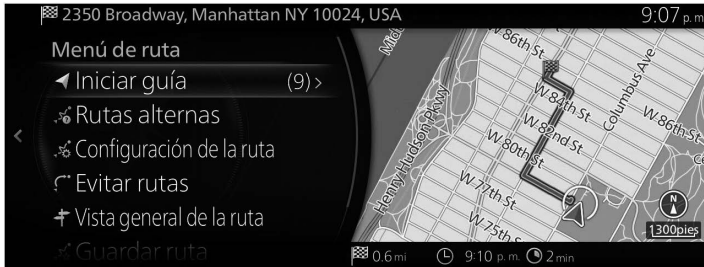 2350 Broadway, Manhattan NY 10024, USA
9:07 p. m.
Menú de ruta
Iniciar guía (9)
Rutas alternas
Configuración de la ruta
Evitar rutas
Vista general de la ruta
Guardar ruta
W 86th St
W 84th St
W 82nd St
W 80th St
W 77th St
W 75th St
Columbus Ave
W 86th St
Henry Hudson Pkwy
N
1300pies
0.6 mi
9:10 p. m.
2 min